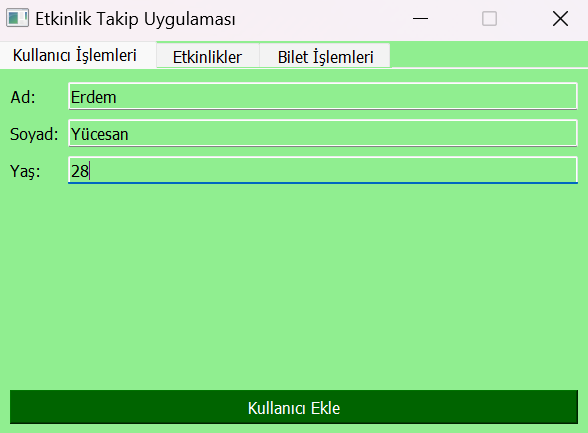 Etkinlik Takip Uygulaması
Kullanıcı İşlemleri Etkinlikler Bilet İşlemleri
Ad: Erdem
Soyad: Yücesan
Yaş: 28
Kullanıcı Ekle